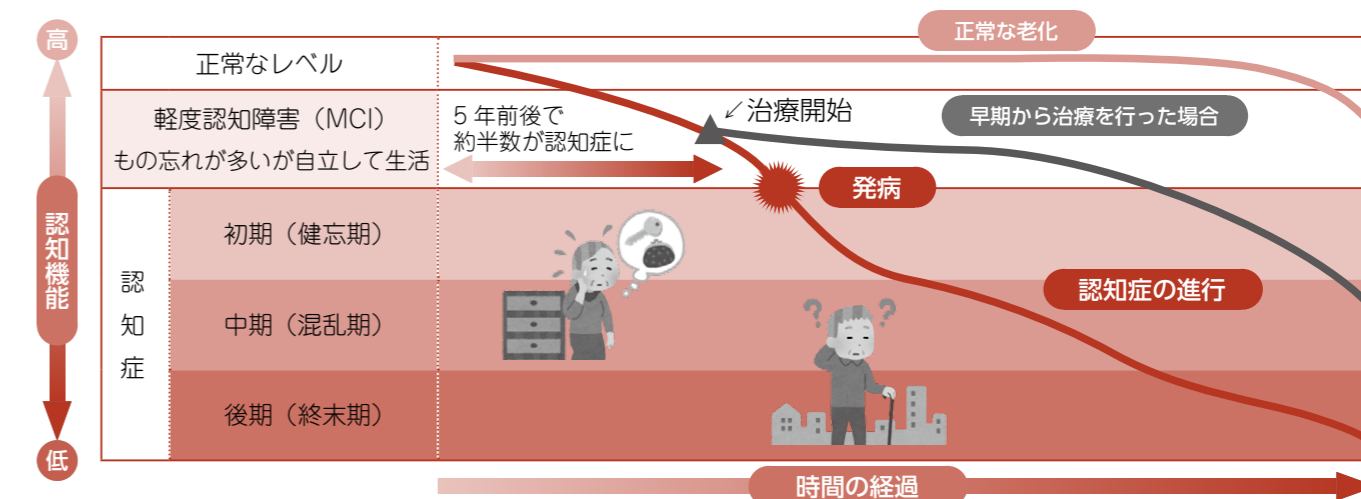 高
認知機能
低
正常なレベル
軽度認知障害（MCI）
もの忘れが多いが自立して生活
認知症
初期（健忘期）
中期（混乱期）
後期（終末期）
5年前後で
約半数が認知症に
正常な老化
↙治療開始
早期から治療を行った場合
発病
認知症の進行
? ?
時間の経過